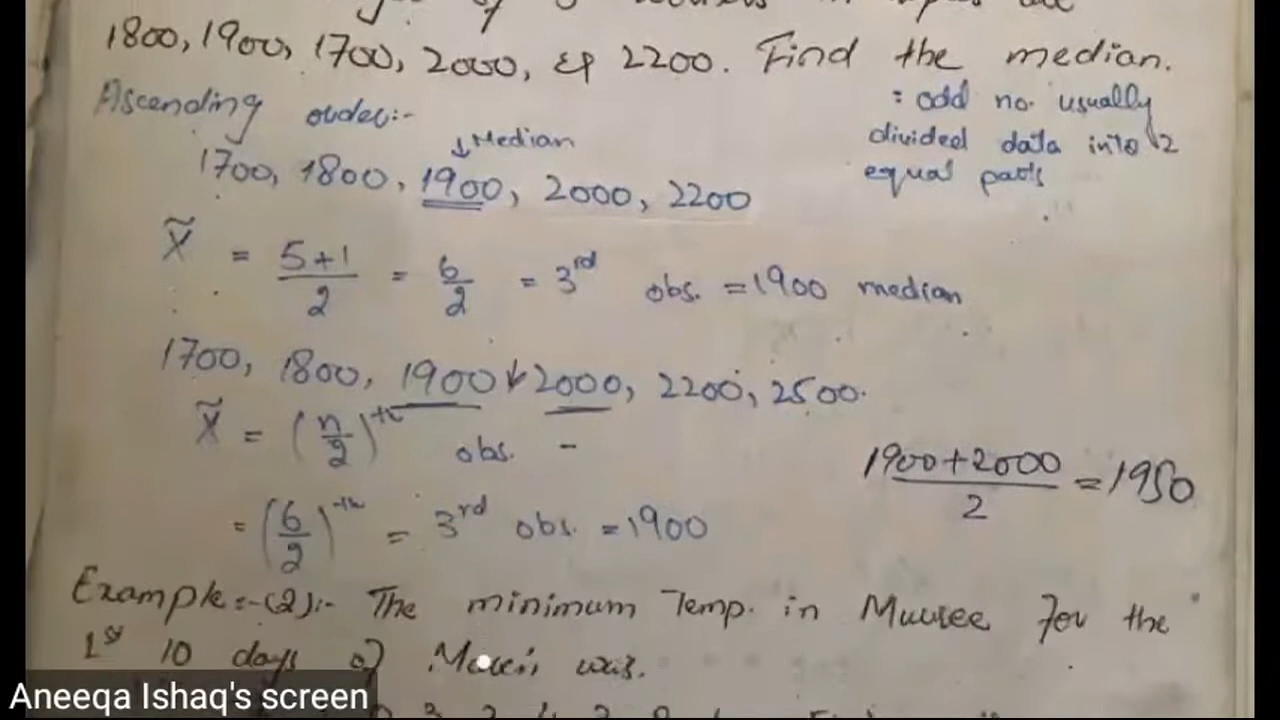 1800, 1900, 1700, 2000, & 2200. Find the median.
Ascending order:-
= odd no. usually
divided data into 2
equal parts
↓Median
1700, 1800, 1900, 2000, 2200
X̃ = 5+1/2 = 6/2 = 3rd obs. = 1900 median
1700, 1800, 1900 ↓ 2000, 2200, 2500.
X̃ = (n/2)th obs. -
1900+2000/2 = 1950
= (6/2)th = 3rd obs. = 1900
Example:-(2):- The minimum Temp. in Murree for the
1st 10 days of was.
Aneeqa Ishaq's screen